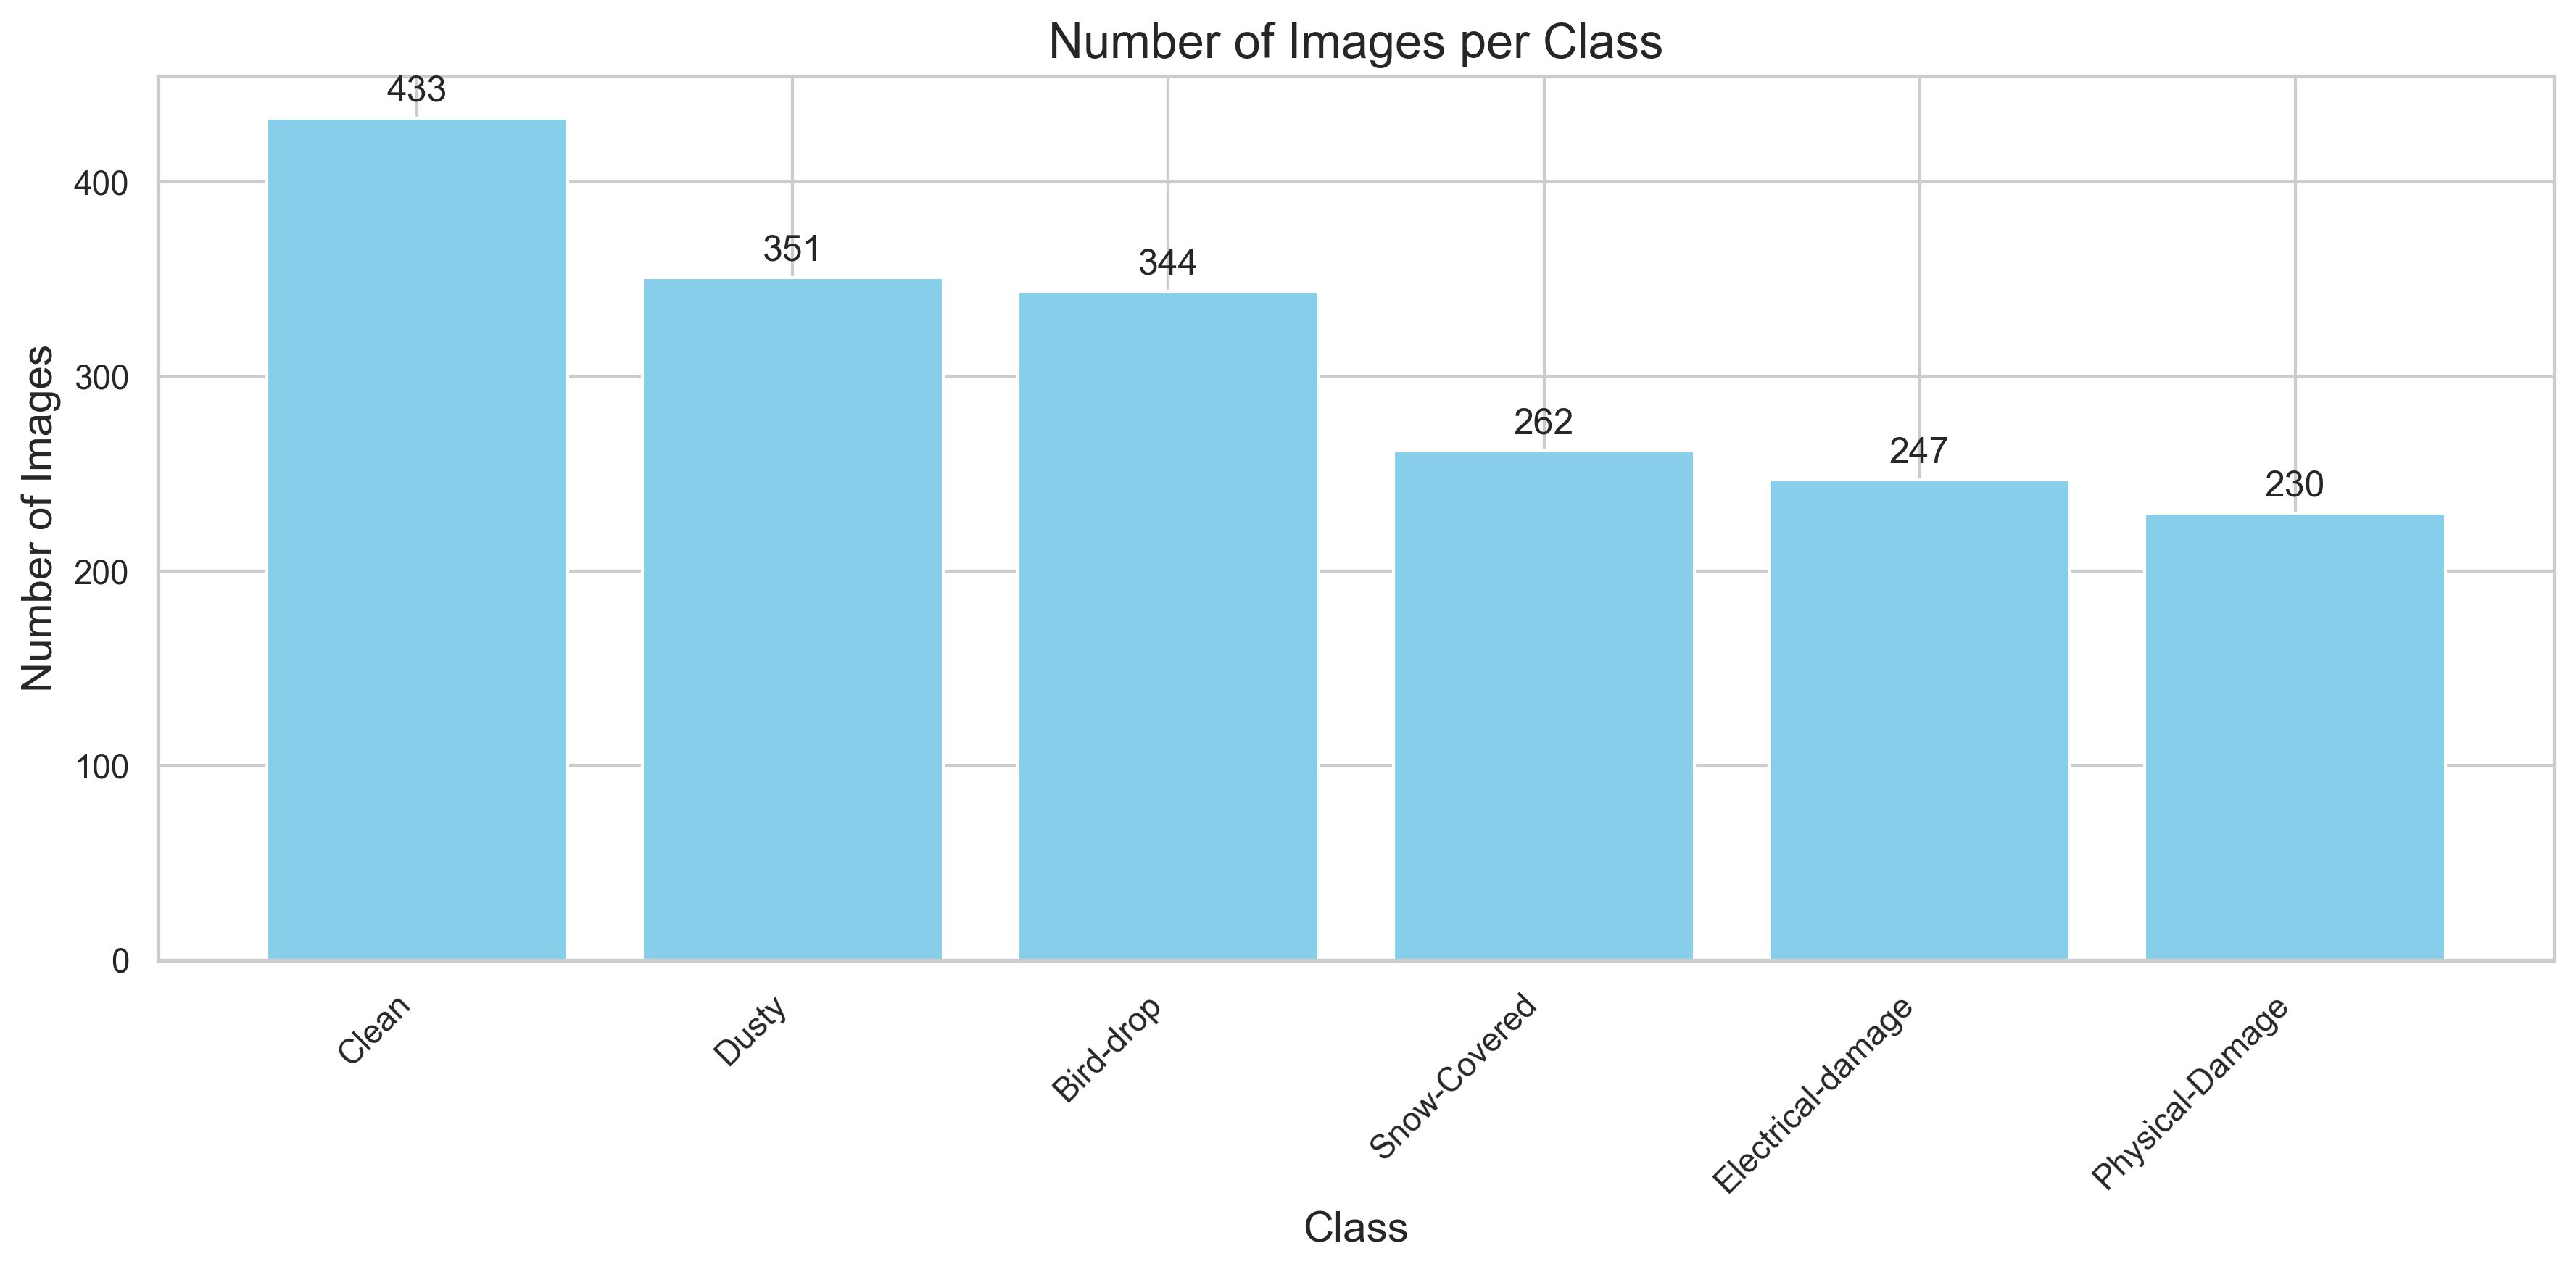 Number of Images per Class
433
351
344
262
247
230
400
300
200
100
0
Number of Images
Clean
Dusty
Bird-drop
Snow-Covered
Electrical-damage
Physical-Damage
Class